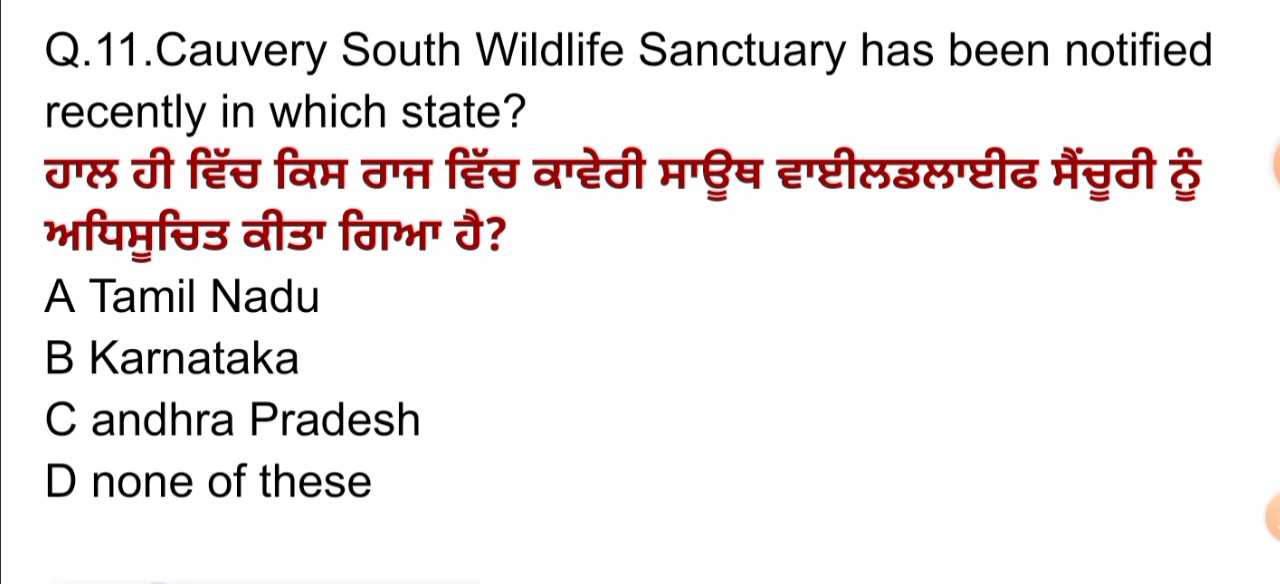 Q.11.Cauvery South Wildlife Sanctuary has been notified
recently in which state?
ਹਾਲ ਹੀ ਵਿੱਚ ਕਿਸ ਰਾਜ ਵਿੱਚ ਕਾਵੇਰੀ ਸਾਊਥ ਵਾਈਲਡਲਾਈਫ ਸੈਂਚੂਰੀ ਨੂੰ
ਅਧਿਸੂਚਿਤ ਕੀਤਾ ਗਿਆ ਹੈ?
A Tamil Nadu
B Karnataka
C andhra Pradesh
D none of these